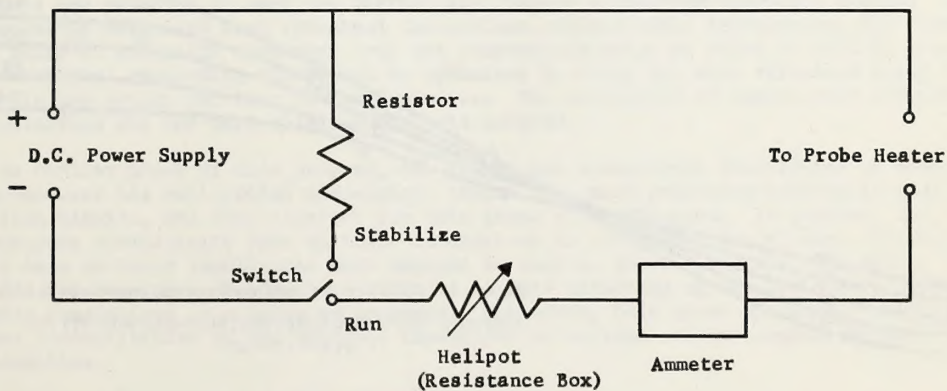 Resistor
+
D.C. Power Supply
To Probe Heater
-
Stabilize
Switch
Run
Helipot
(Resistance Box)
Ammeter